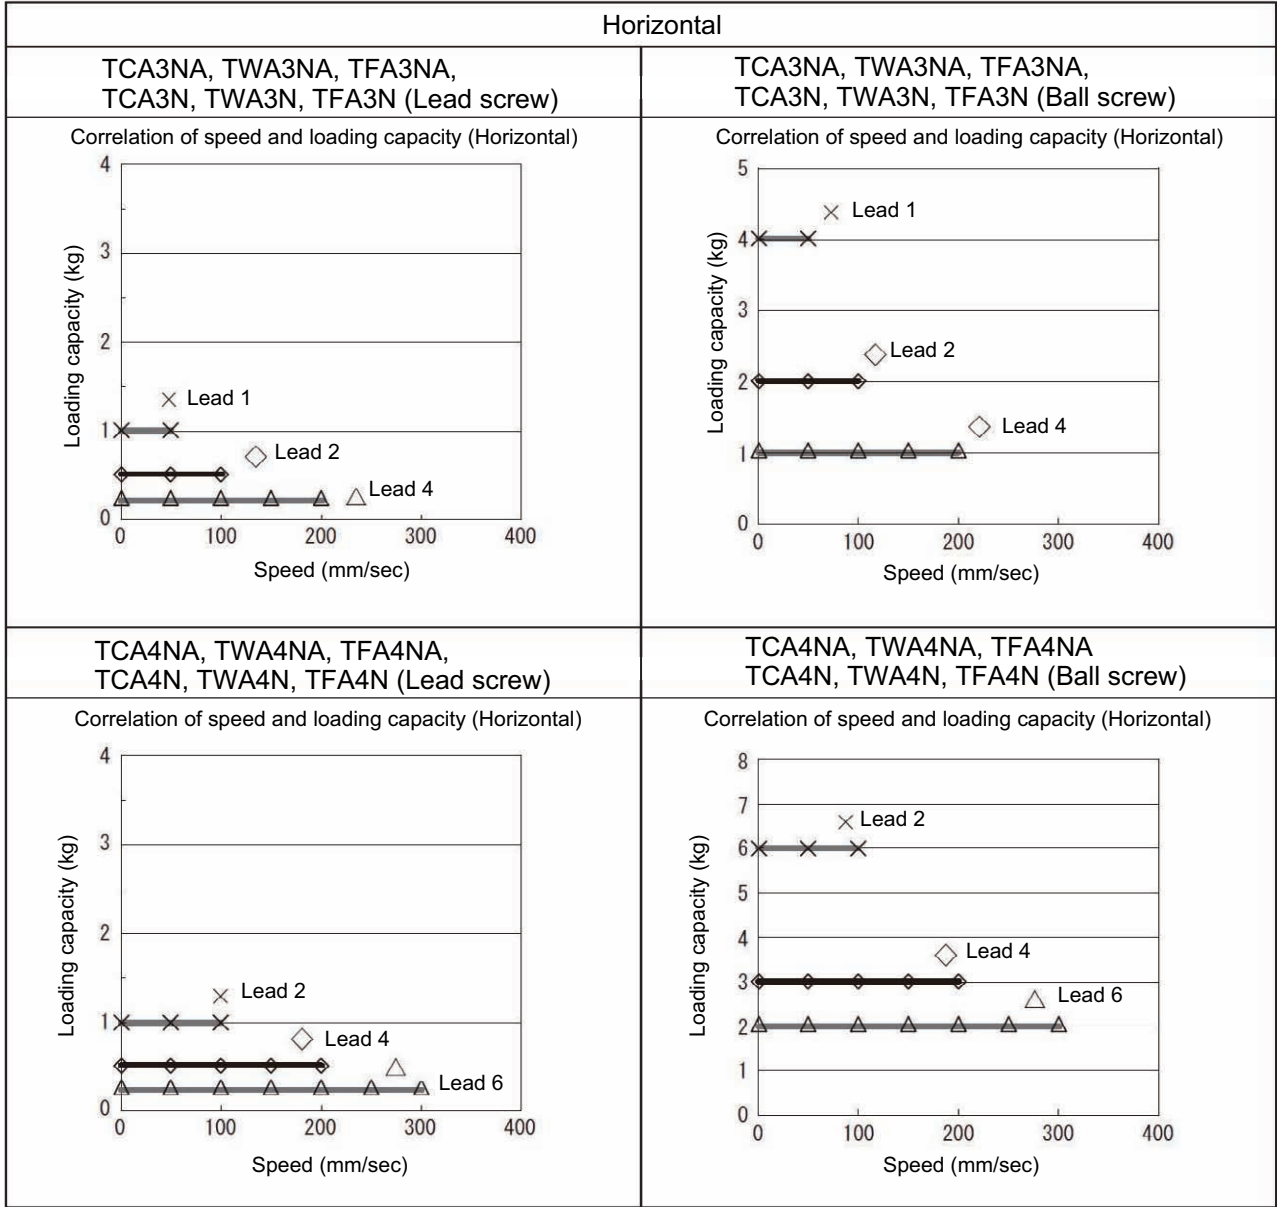 Horizontal
TCA3NA, TWA3NA, TFA3NA,
TCA3N, TWA3N, TFA3N (Lead screw)
Correlation of speed and loading capacity (Horizontal)
4
3
2
1
0
Loading capacity (kg)
Lead 1
Lead 2
Lead 4
0 100 200 300 400
Speed (mm/sec)
TCA3NA, TWA3NA, TFA3NA,
TCA3N, TWA3N, TFA3N (Ball screw)
Correlation of speed and loading capacity (Horizontal)
5
4
3
2
1
0
Loading capacity (kg)
Lead 1
Lead 2
Lead 4
0 100 200 300 400
Speed (mm/sec)
TCA4NA, TWA4NA, TFA4NA,
TCA4N, TWA4N, TFA4N (Lead screw)
Correlation of speed and loading capacity (Horizontal)
4
3
2
1
0
Loading capacity (kg)
Lead 2
Lead 4
Lead 6
0 100 200 300 400
Speed (mm/sec)
TCA4NA, TWA4NA, TFA4NA
TCA4N, TWA4N, TFA4N (Ball screw)
Correlation of speed and loading capacity (Horizontal)
8
7
6
5
4
3
2
1
0
Loading capacity (kg)
Lead 2
Lead 4
Lead 6
0 100 200 300 400
Speed (mm/sec)